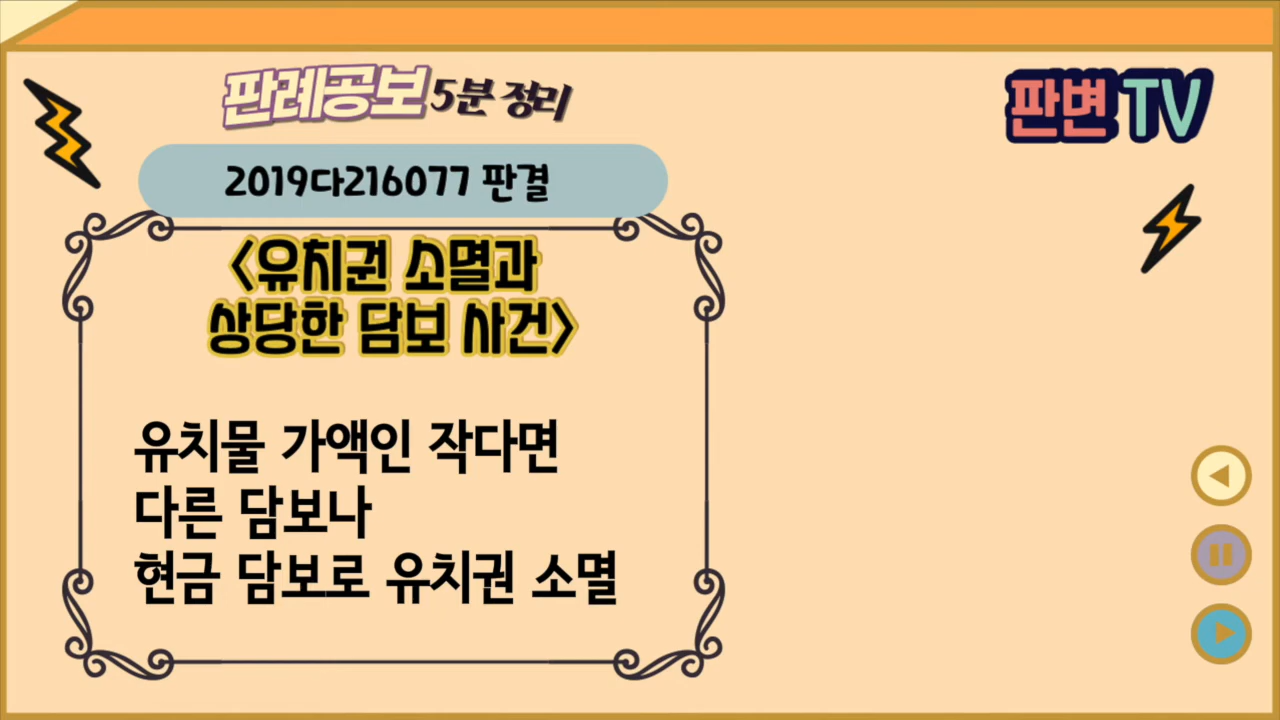 판례공보 5분 정리
판변 TV
2019다216077 판결
<유치권 소멸과
상당한 담보 사건>
유치물 가액인 작다면
다른 담보나
현금 담보로 유치권 소멸